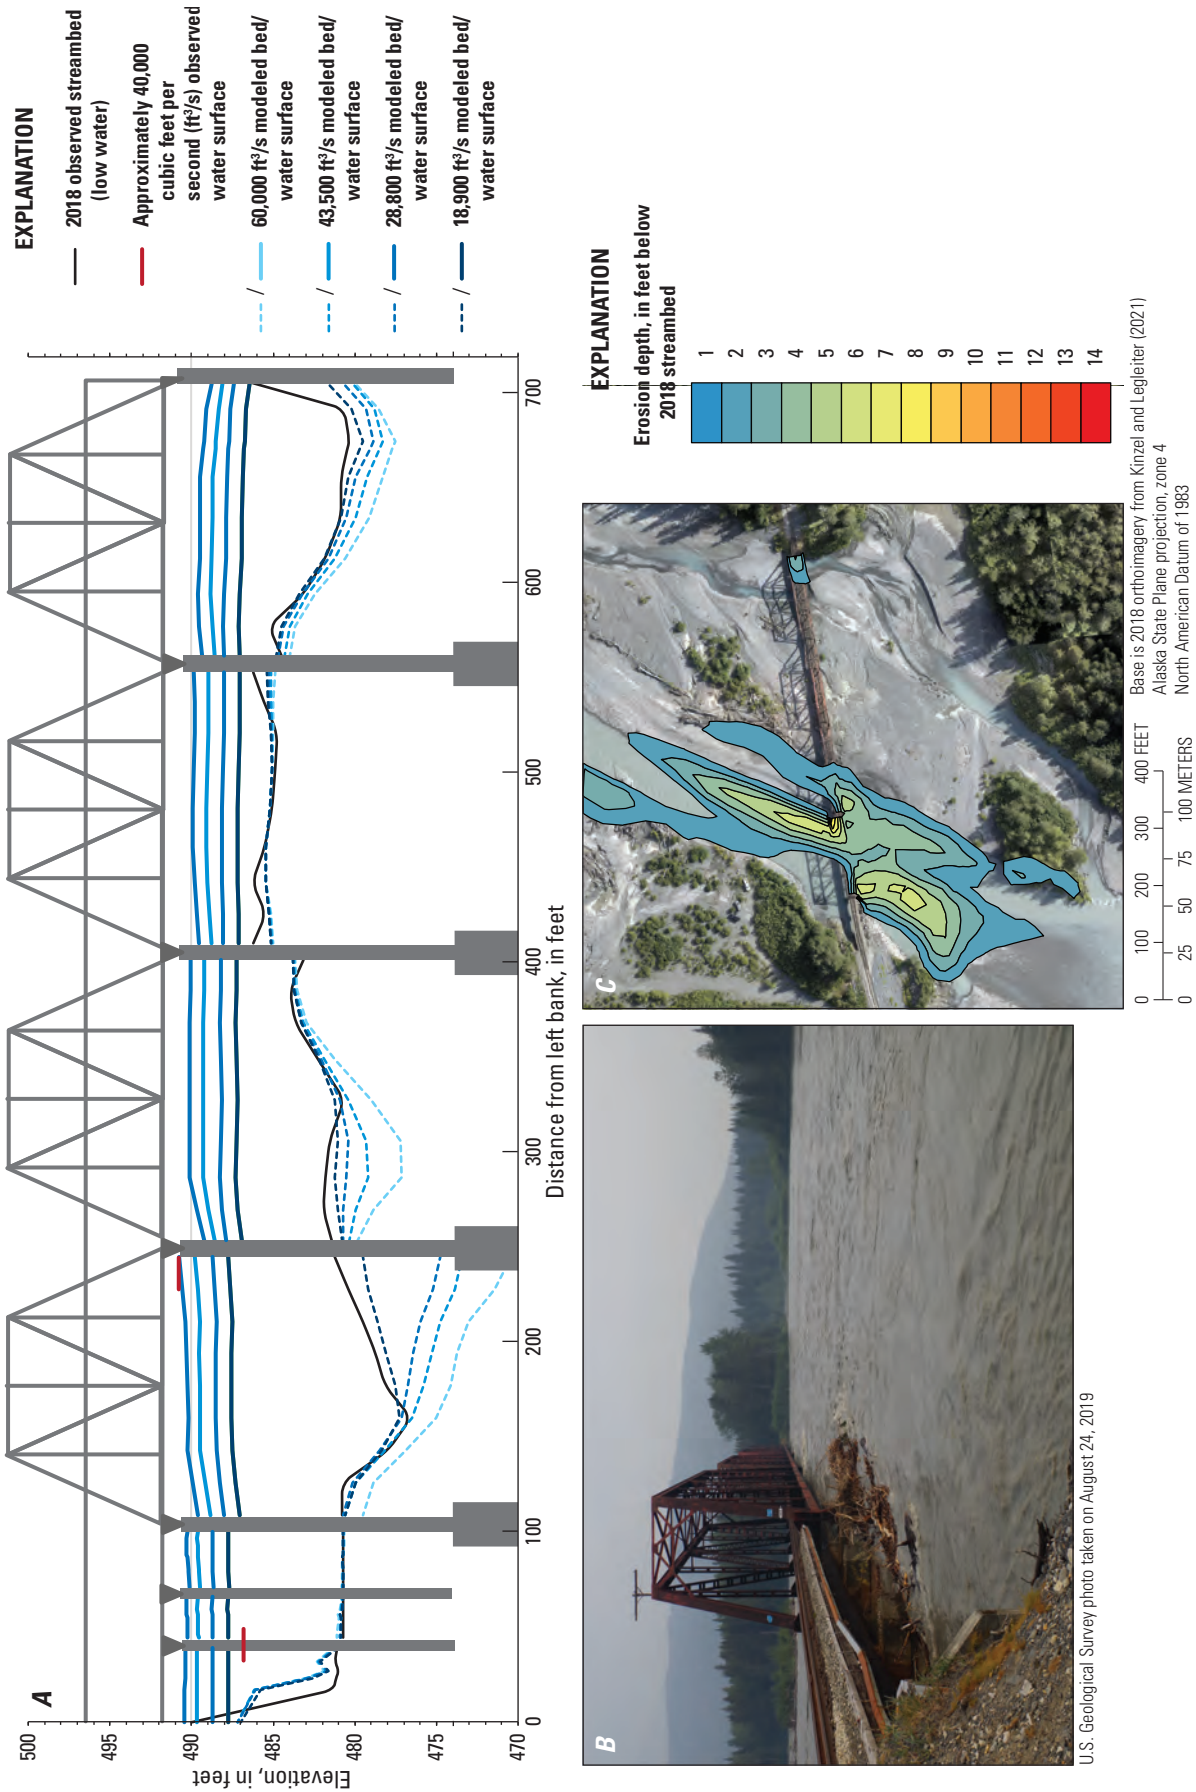 A
500
495
490
485
480
475
470
Elevation, in feet
0
100
200
300
400
500
600
700
Distance from left bank, in feet
EXPLANATION
2018 observed streambed
(low water)
Approximately 40,000
cubic feet per
second (ft³/s) observed
water surface
/ 60,000 ft³/s modeled bed/
water surface
/ 43,500 ft³/s modeled bed/
water surface
/ 28,800 ft³/s modeled bed/
water surface
/ 18,900 ft³/s modeled bed/
water surface
B
U.S. Geological Survey photo taken on August 24, 2019
C
EXPLANATION
Erosion depth, in feet below
2018 streambed
1
2
3
4
5
6
7
8
9
10
11
12
13
14
0 100 200 300 400 FEET
0 25 50 75 100 METERS
Base is 2018 orthoimagery from Kinzel and Legleiter (2021)
Alaska State Plane projection, zone 4
North American Datum of 1983